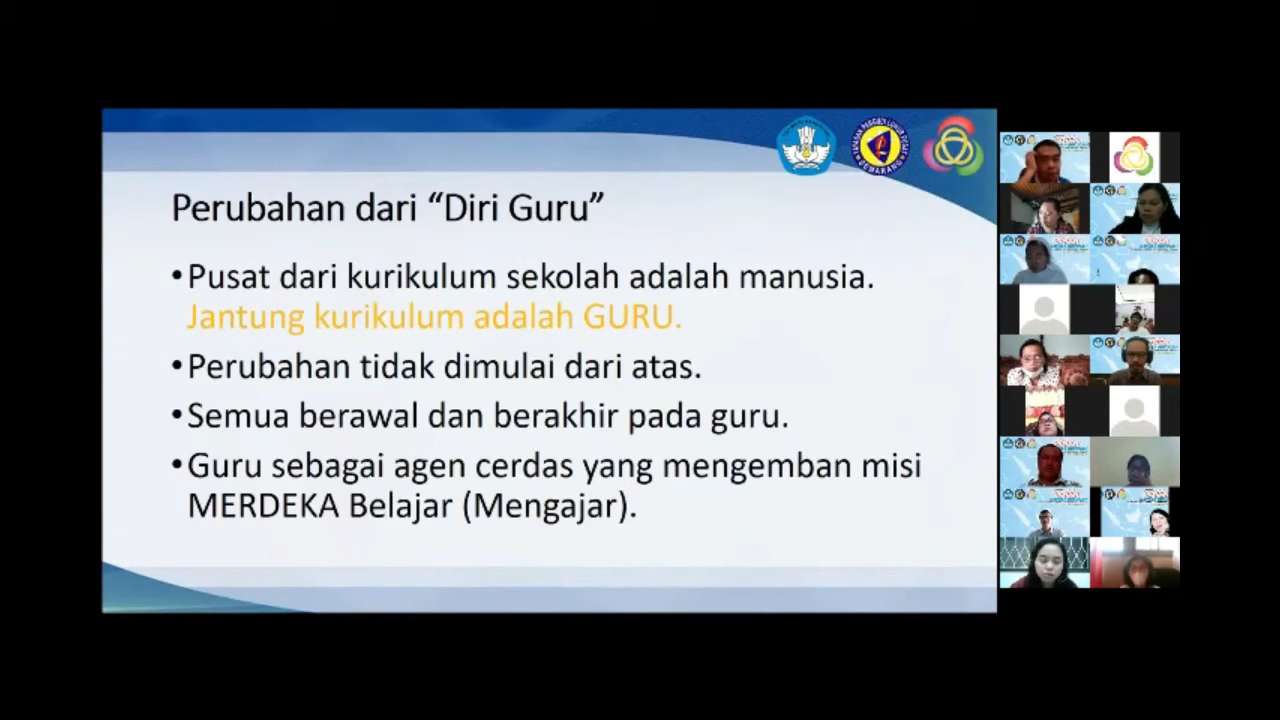 Perubahan dari “Diri Guru”
•Pusat dari kurikulum sekolah adalah manusia.
Jantung kurikulum adalah GURU.
•Perubahan tidak dimulai dari atas.
•Semua berawal dan berakhir pada guru.
•Guru sebagai agen cerdas yang mengemban misi
MERDEKA Belajar (Mengajar).